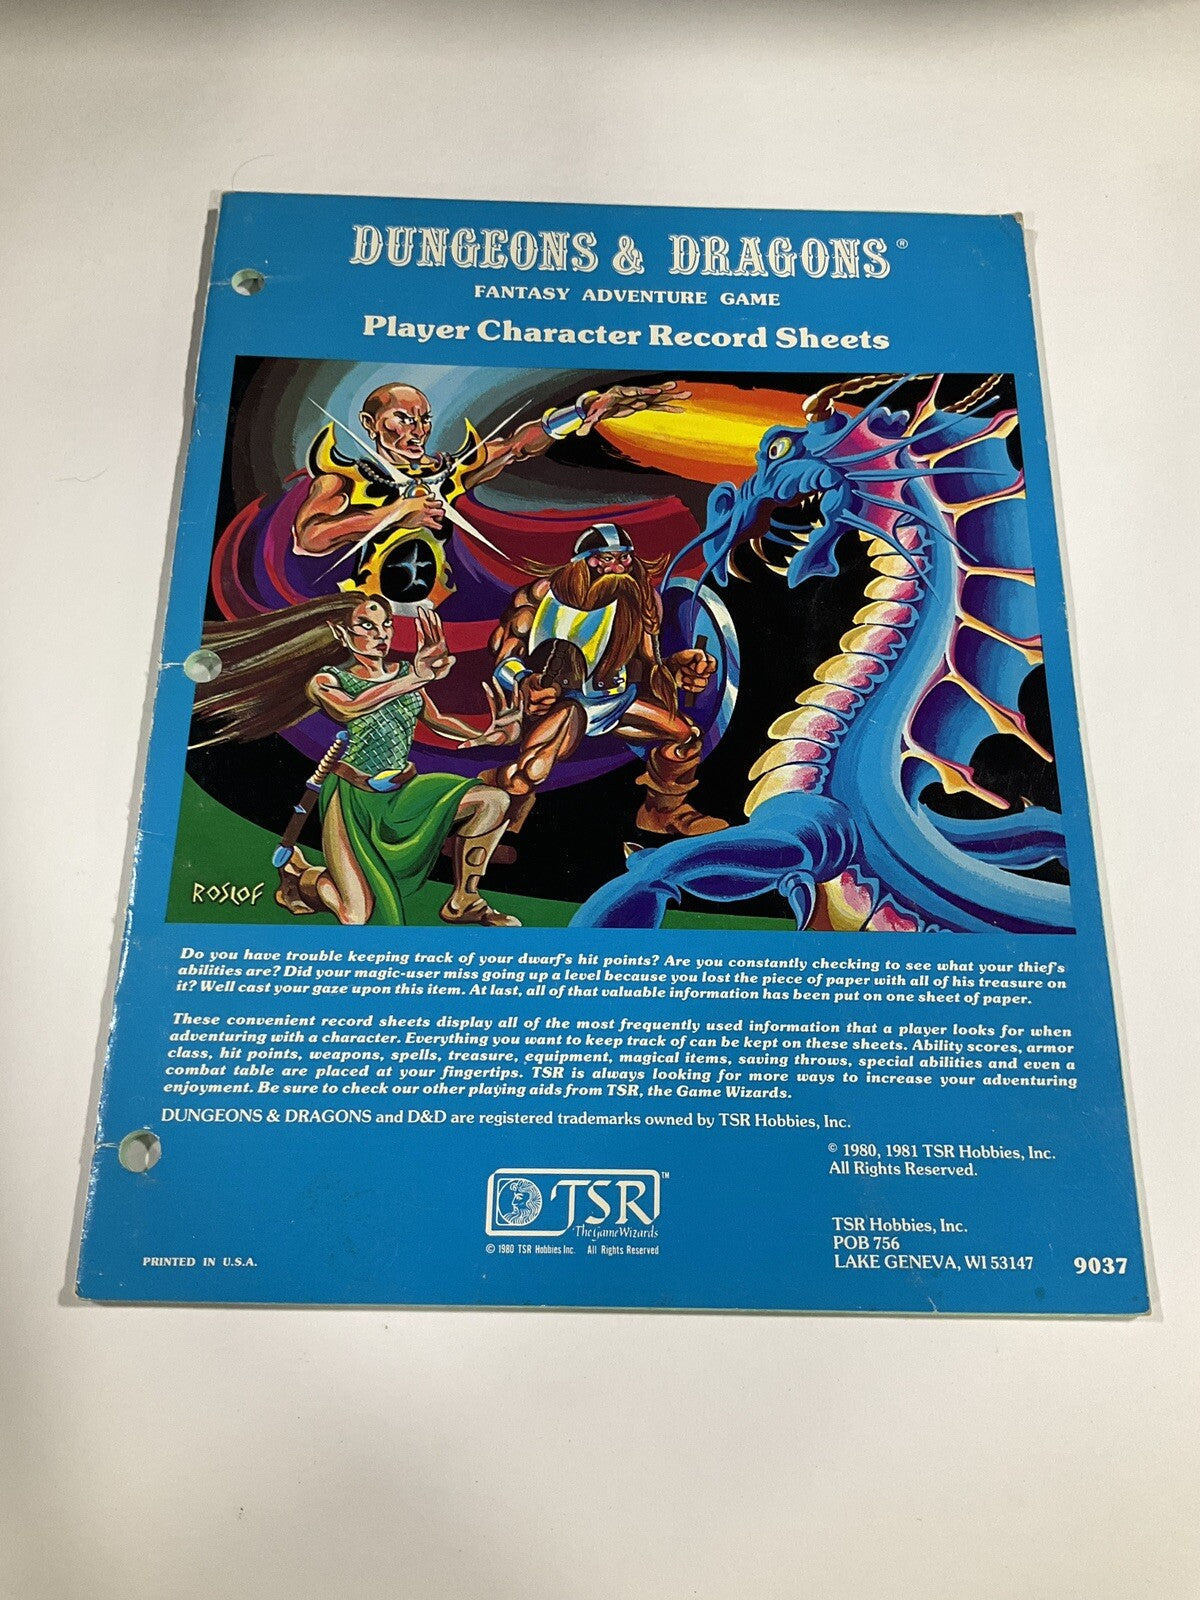 DUNGEONS & DRAGONS®
FANTASY ADVENTURE GAME
Player Character Record Sheets
ROSLOF
Do you have trouble keeping track of your dwarf's hit points? Are you constantly checking to see what your thief's
abilities are? Did your magic-user miss going up a level because you lost the piece of paper with all of his treasure on
it? Well cast your gaze upon this item. At last, all of that valuable information has been put on one sheet of paper.
These convenient record sheets display all of the most frequently used information that a player looks for when
adventuring with a character. Everything you want to keep track of can be kept on these sheets. Ability scores, armor
class, hit points, weapons, spells, treasure, equipment, magical items, saving throws, special abilities and even a
combat table are placed at your fingertips. TSR is always looking for more ways to increase your adventuring
enjoyment. Be sure to check our other playing aids from TSR, the Game Wizards.
DUNGEONS & DRAGONS and D&D are registered trademarks owned by TSR Hobbies, Inc.
© 1980, 1981 TSR Hobbies, Inc.
All Rights Reserved.
TSR™
The Game Wizards
© 1980 TSR Hobbies Inc. All Rights Reserved
TSR Hobbies, Inc.
POB 756
LAKE GENEVA, WI 53147
PRINTED IN U.S.A.
9037